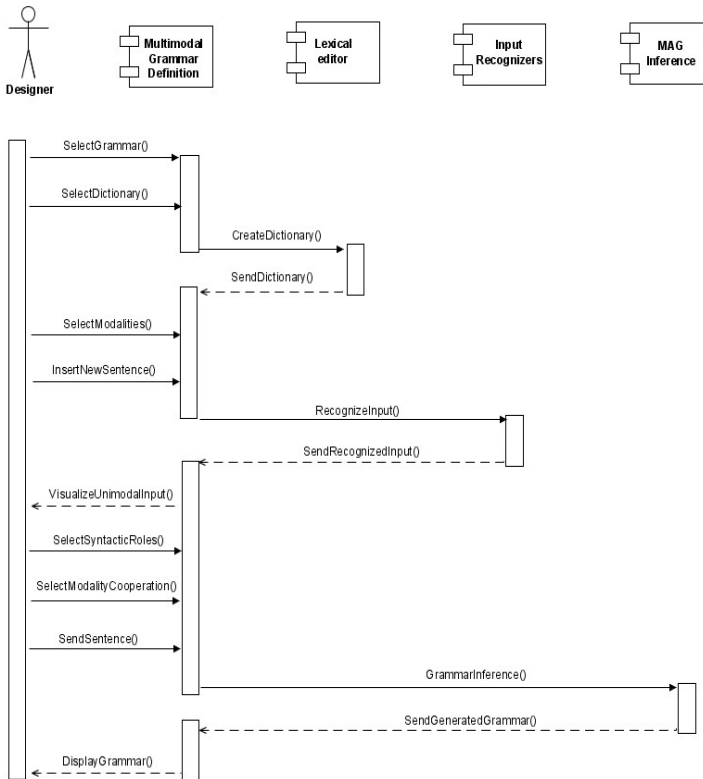 Designer
Multimodal
Grammar
Definition
Lexical
editor
Input
Recognizers
MAG
Inference
SelectGrammar()
SelectDictionary()
CreateDictionary()
SendDictionary()
SelectModalities()
InsertNewSentence()
RecognizeInput()
SendRecognizedInput()
VisualizeUnimodalInput()
SelectSyntacticRoles()
SelectModalityCooperation()
SendSentence()
GrammarInference()
SendGeneratedGrammar()
DisplayGrammar()